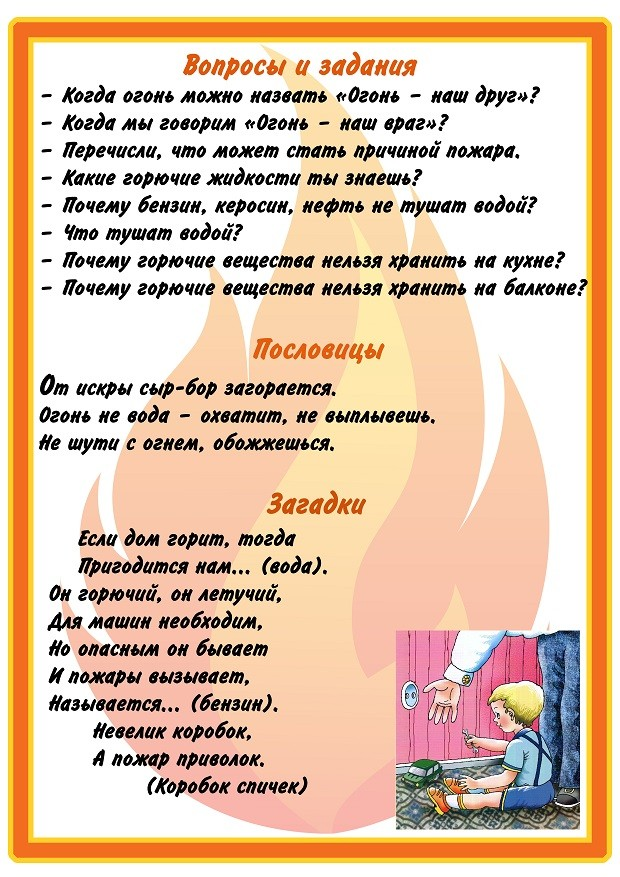 Вопросы и задания
– Когда огонь можно назвать «Огонь – наш друг»?
– Когда мы говорим «Огонь – наш враг»?
– Перечисли, что может стать причиной пожара.
– Какие горючие жидкости ты знаешь?
– Почему бензин, керосин, нефть не тушат водой?
– Что тушат водой?
– Почему горючие вещества нельзя хранить на кухне?
– Почему горючие вещества нельзя хранить на балконе?
Пословицы
От искры сыр-бор загорается.
Огонь не вода – охватит, не выплывешь.
Не шути с огнем, обожжешься.
Загадки
Если дом горит, тогда
Пригодится нам... (вода).
Он горючий, он летучий,
Для машин необходим,
Но опасным он бывает
И пожары вызывает,
Называется... (бензин).
Невелик коробок,
А пожар приволок.
(Коробок спичек)